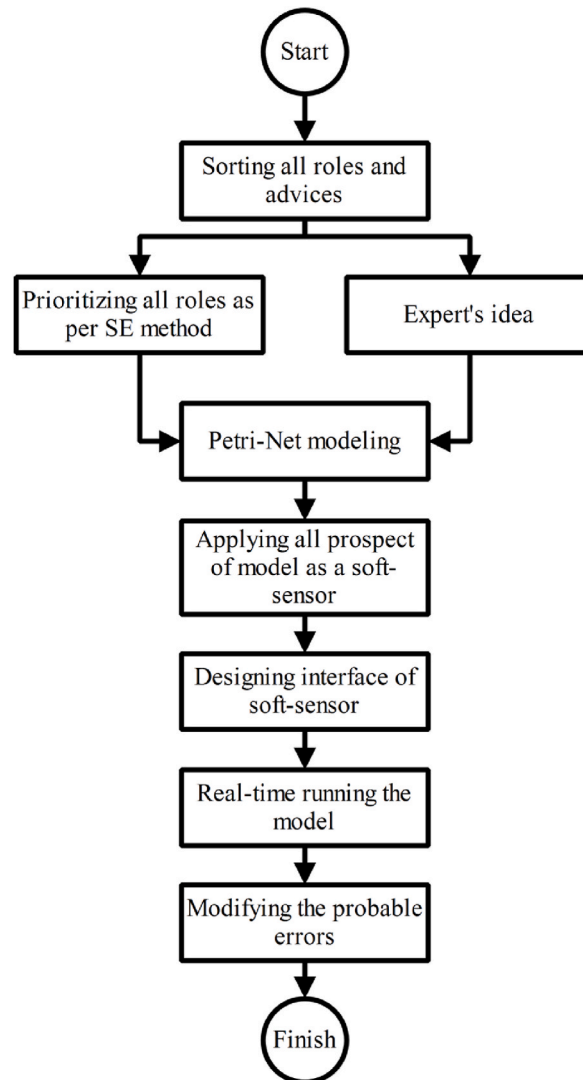 Start
Sorting all roles and
advices
Prioritizing all roles as
per SE method
Expert's idea
Petri-Net modeling
Applying all prospect
of model as a soft-
sensor
Designing interface of
soft-sensor
Real-time running the
model
Modifying the probable
errors
Finish